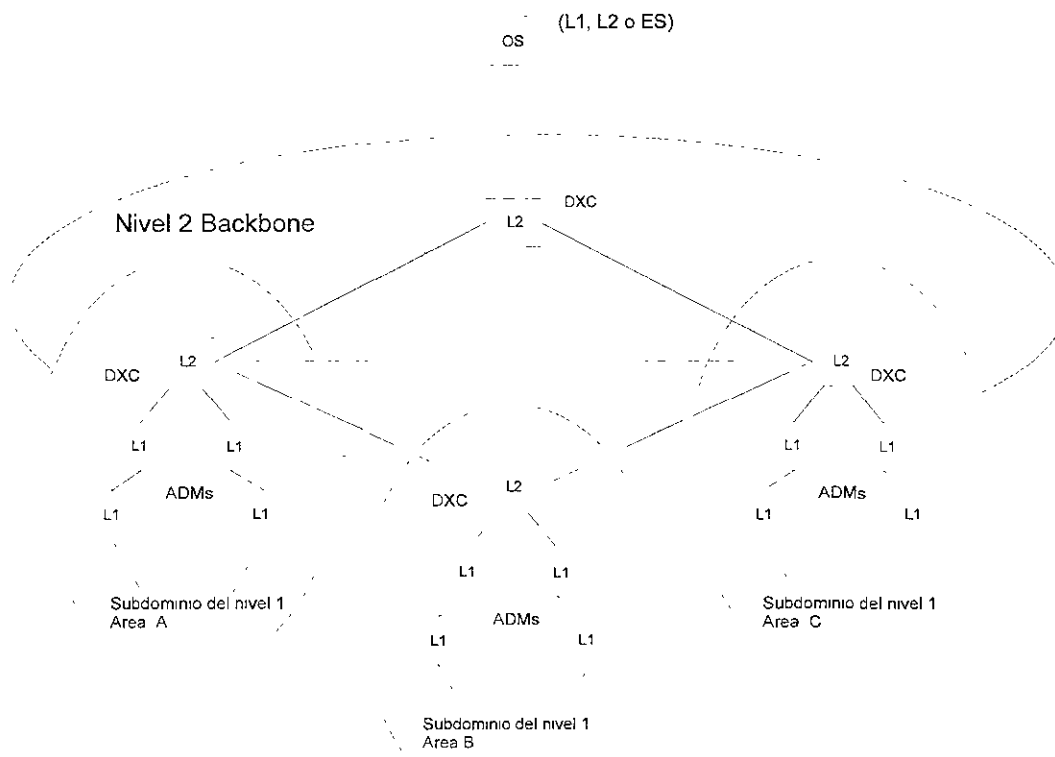 (L1, L2 o ES)
OS
DXC
L2
Nivel 2 Backbone
L2
DXC
L2
DXC
L1
L1
L1
L1
ADMs
ADMs
L1
L1
L1
L1
L2
DXC
L1
L1
Subdominio del nivel 1
Area A
Subdominio del nivel 1
Area C
ADMs
L1
L1
Subdominio del nivel 1
Area B